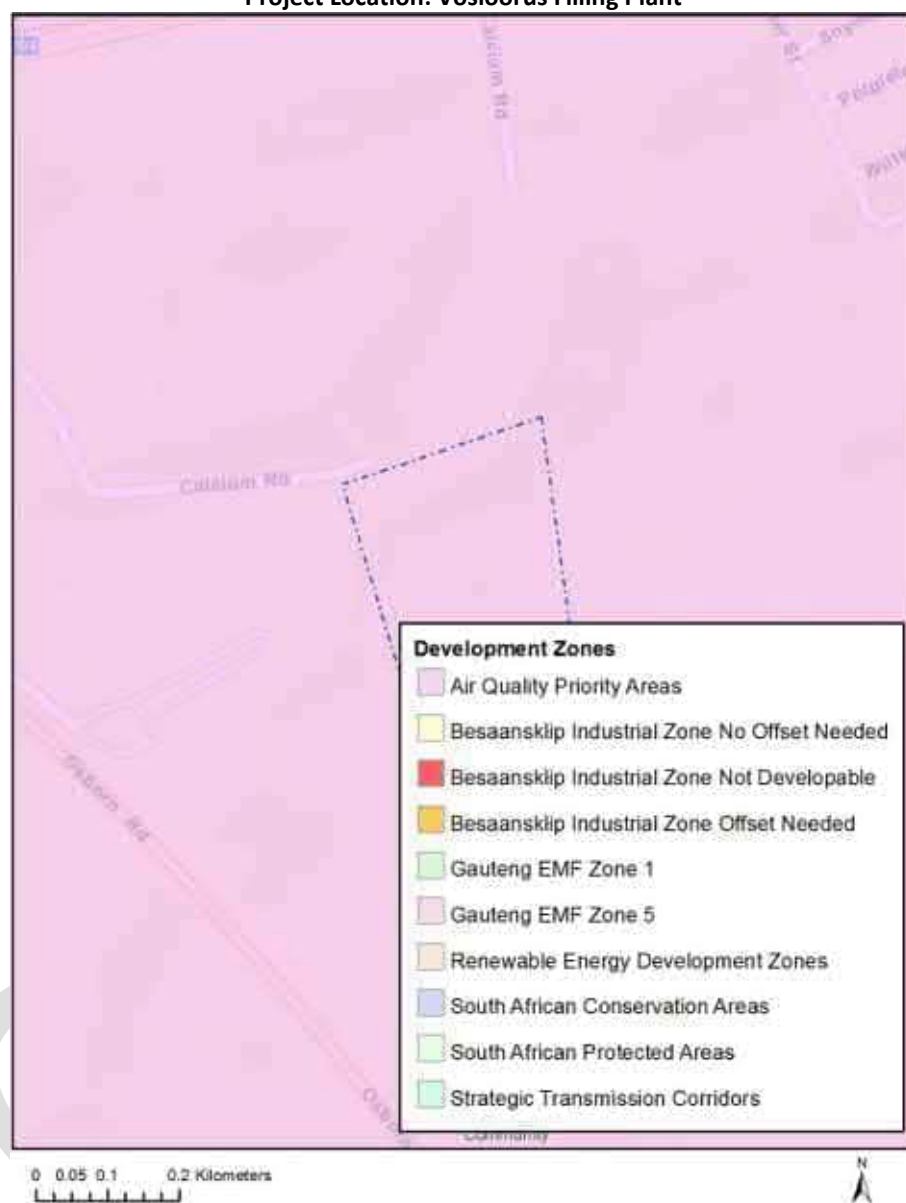 Project Location: Vosloorus Filling Plant
Calcium Rd
Osborn Rd
Development Zones
Air Quality Priority Areas
Besaansklip Industrial Zone No Offset Needed
Besaansklip Industrial Zone Not Developable
Besaansklip Industrial Zone Offset Needed
Gauteng EMF Zone 1
Gauteng EMF Zone 5
Renewable Energy Development Zones
South African Conservation Areas
South African Protected Areas
Strategic Transmission Corridors
0 0.05 0.1 0.2 Kilometers
N